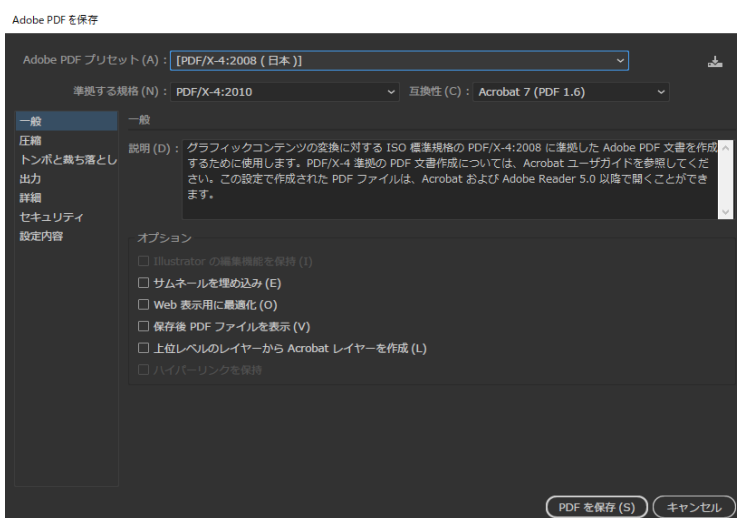 Adobe PDF を保存
Adobe PDF プリセット (A) : [PDF/X-4:2008 ( 日本 )]
準拠する規格 (N) : PDF/X-4:2010 互換性 (C) : Acrobat 7 (PDF 1.6)
一般
圧縮
トンボと裁ち落とし
出力
詳細
セキュリティ
設定内容
一般
説明 (D) : グラフィックコンテンツの変換に対する ISO 標準規格の PDF/X-4:2008 に準拠した Adobe PDF 文書を作成
するために使用します。PDF/X-4 準拠の PDF 文書作成については、Acrobat ユーザガイドを参照してくだ
さい。この設定で作成された PDF ファイルは、Acrobat および Adobe Reader 5.0 以降で開くことができ
ます。
オプション
Illustrator の編集機能を保持 (I)
サムネールを埋め込み (E)
Web 表示用に最適化 (O)
保存後 PDF ファイルを表示 (V)
上位レベルのレイヤーから Acrobat レイヤーを作成 (L)
ハイパーリンクを保持
PDF を保存 (S) キャンセル